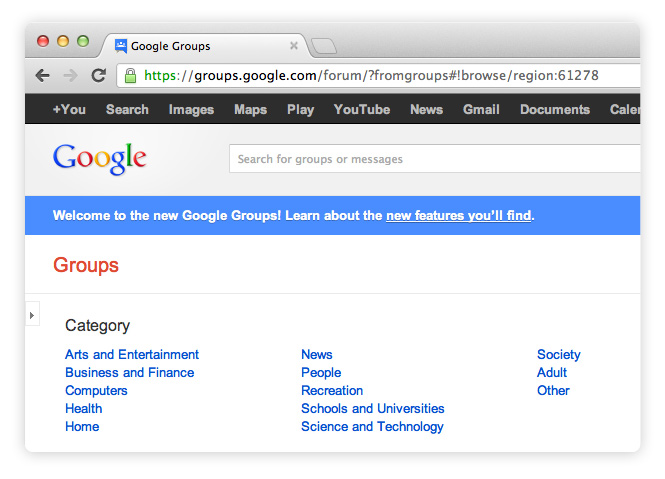 Google Groups
https://groups.google.com/forum/?fromgroups#!browse/region:61278
+You Search Images Maps Play YouTube News Gmail Documents
Google
Search for groups or messages
Welcome to the new Google Groups! Learn about the new features you'll find.
Groups
Category
Arts and Entertainment News Society
Business and Finance People Adult
Computers Recreation Other
Health Schools and Universities
Home Science and Technology